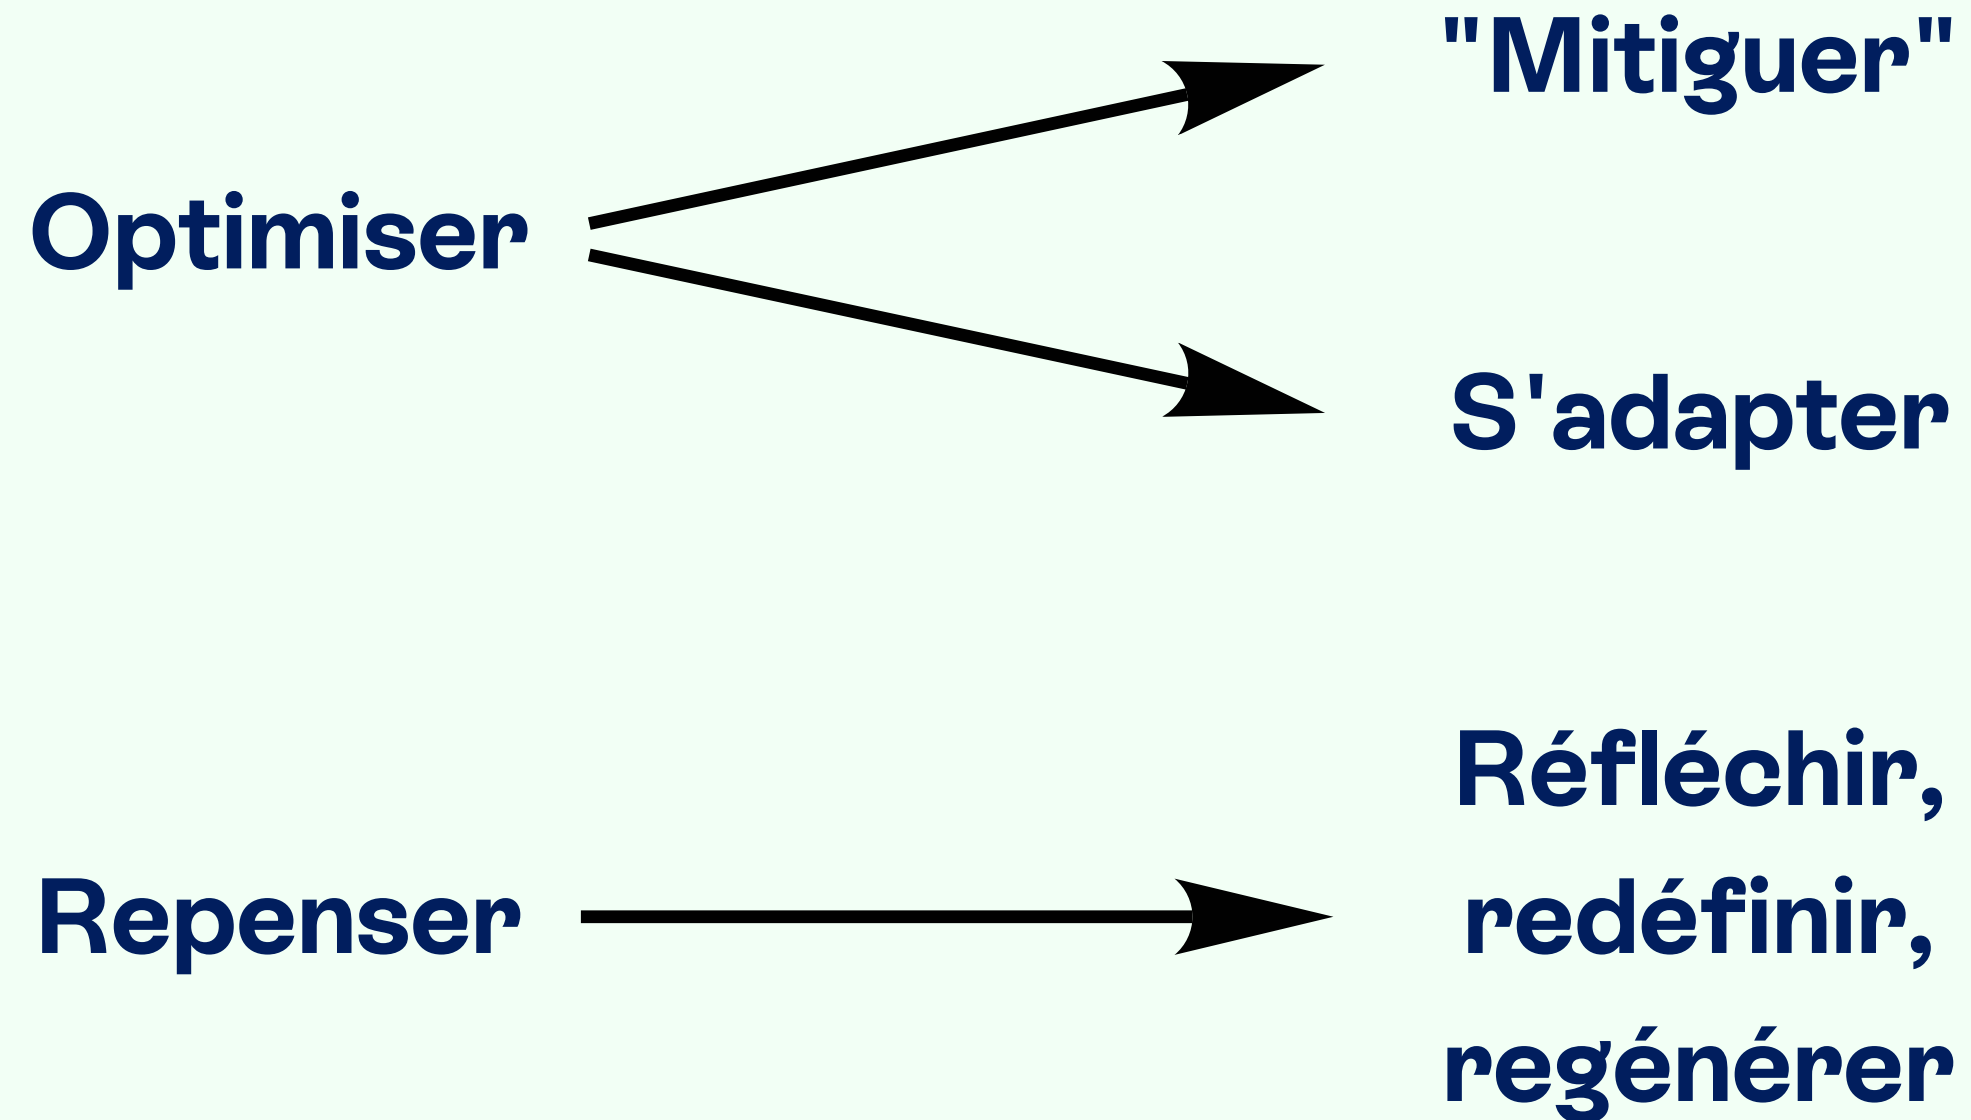 "Mitiguer"
Optimiser
S'adapter
Réfléchir,
Repenser
redéfinir,
regénérer